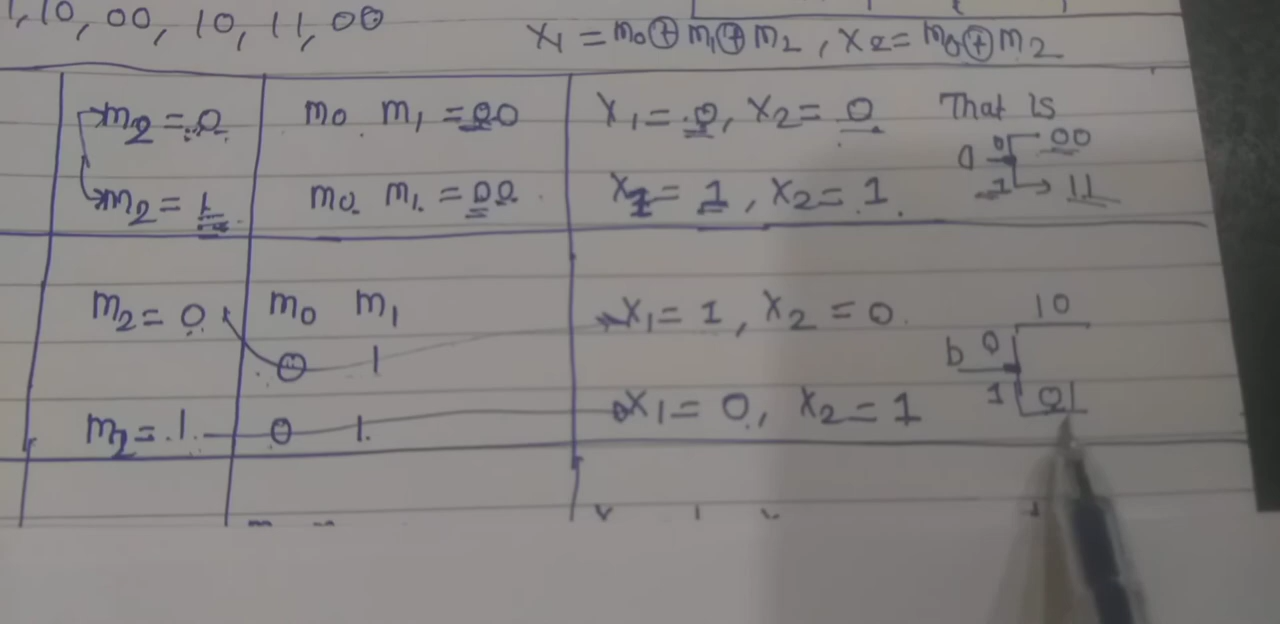 1,10, 00, 10, 11, 00
x1 = m0⊕m1⊕m2 , x2 = m0⊕m2
m2 = 0 m0 m1 = 00 x1 = 0, x2 = 0 That is
a 0 00
m2 = 1 m0 m1 = 00 x1 = 1, x2 = 1 1 11
m2 = 0 m0 m1 x1 = 1, x2 = 0 10
0 1 b 0
m2 = 1 0 1 x1 = 0, x2 = 1 1 01